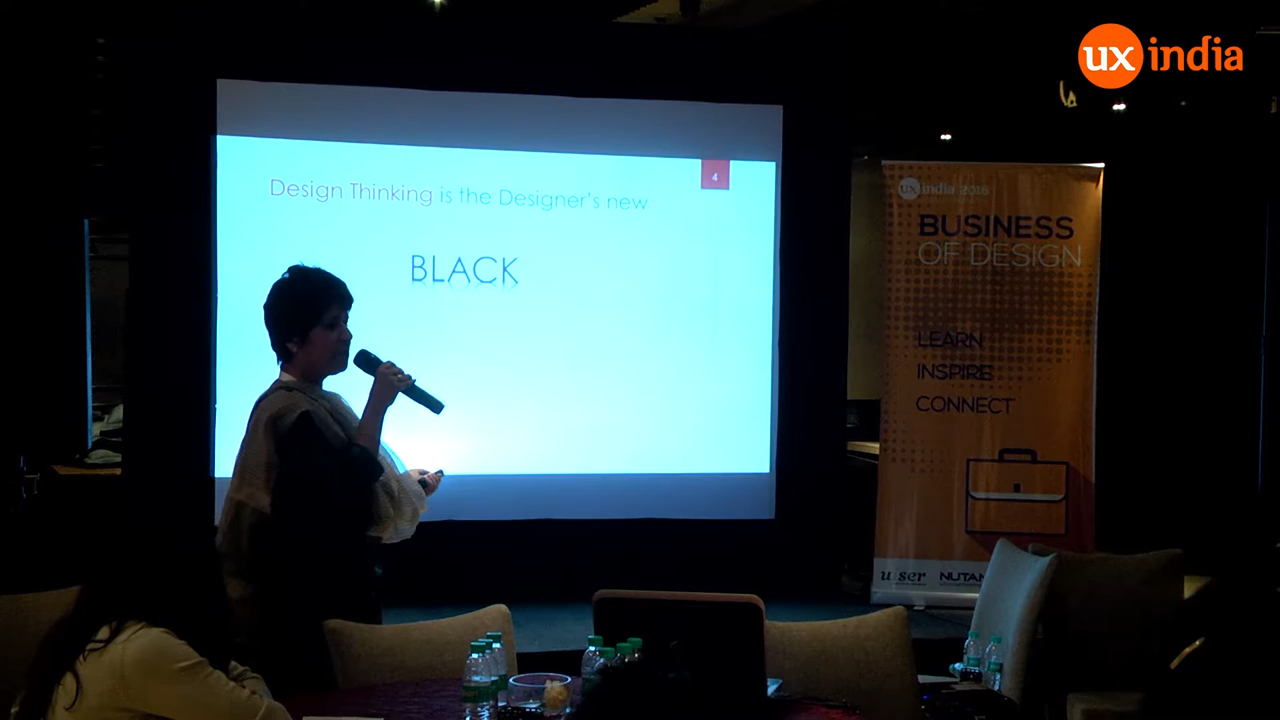 ux india
4
Design Thinking is the Designer's new
BLACK
ux india 2016
BUSINESS
OF DESIGN
LEARN
INSPIRE
CONNECT